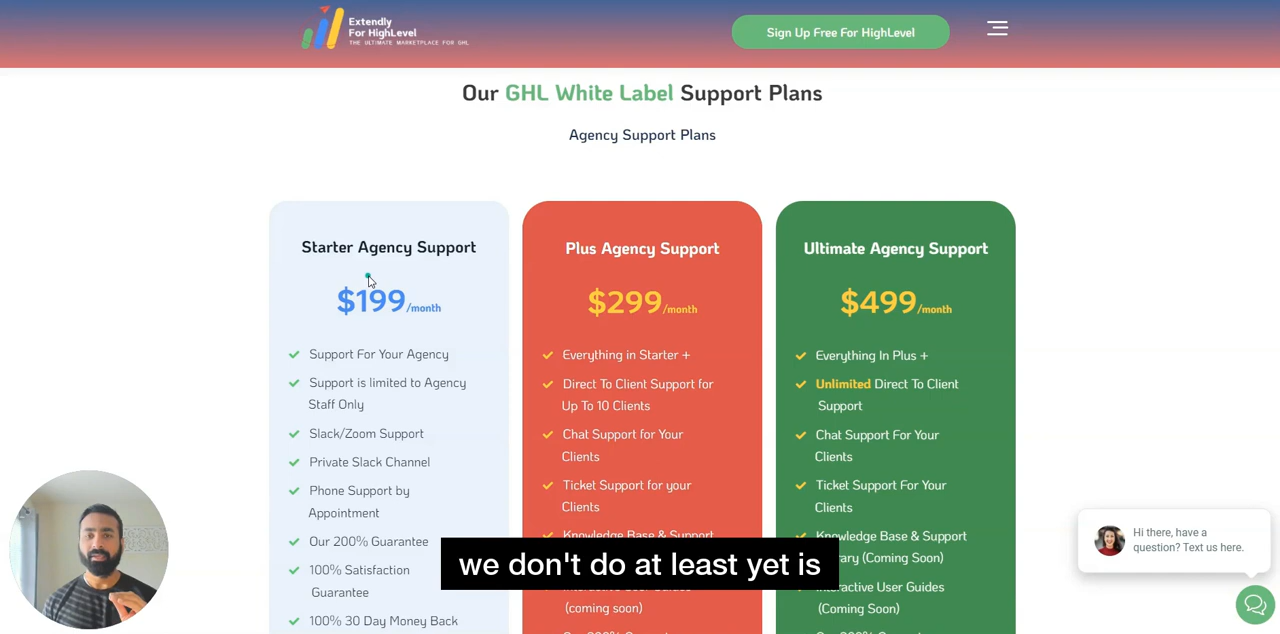 Extendly
For HighLevel
THE ULTIMATE MARKETPLACE FOR GHL
Sign Up Free For HighLevel
Our GHL White Label Support Plans
Agency Support Plans
Starter Agency Support
$199/month
Support For Your Agency
Support is limited to Agency
Staff Only
Slack/Zoom Support
Private Slack Channel
Phone Support by
Appointment
Our 200% Guarantee
100% Satisfaction
Guarantee
100% 30 Day Money Back
Plus Agency Support
$299/month
Everything in Starter +
Direct To Client Support for
Up To 10 Clients
Chat Support for Your
Clients
Ticket Support for your
Clients
Knowledge Base & Support
(coming soon)
Ultimate Agency Support
$499/month
Everything In Plus +
Unlimited Direct To Client
Support
Chat Support For Your
Clients
Ticket Support For Your
Clients
Knowledge Base & Support
(Coming Soon)
Interactive User Guides
(Coming Soon)
we don't do at least yet is
Hi there, have a
question? Text us here.